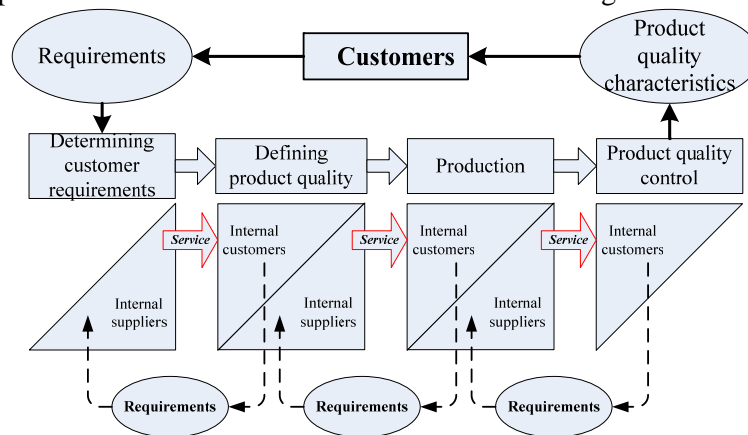 Requirements
Customers
Product
quality
characteristics
Determining
customer
requirements
Defining
product quality
Production
Product quality
control
Service
Internal
customers
Service
Internal
customers
Service
Internal
customers
Internal
suppliers
Internal
suppliers
Internal
suppliers
Requirements
Requirements
Requirements